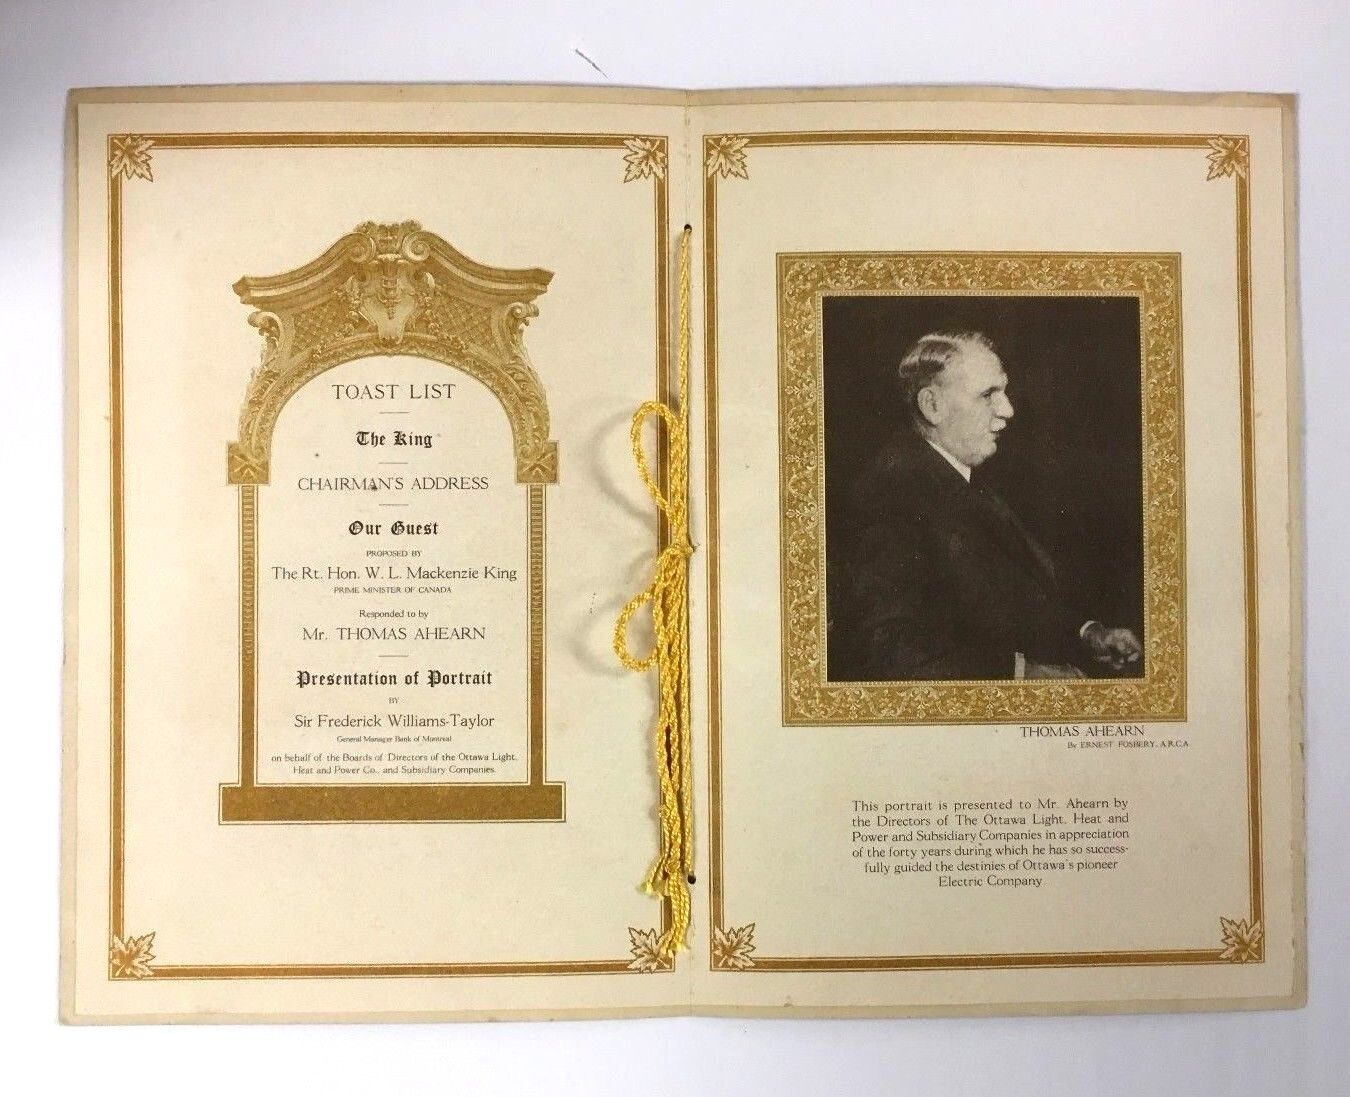 TOAST LIST
The King
CHAIRMAN'S ADDRESS
Our Guest
PROPOSED BY
The Rt. Hon. W. L. Mackenzie King
PRIME MINISTER OF CANADA
Responded to by
Mr. THOMAS AHEARN
Presentation of Portrait
BY
Sir Frederick Williams-Taylor
General Manager Bank of Montreal
on behalf of the Boards of Directors of the Ottawa Light,
Heat and Power Co., and Subsidiary Companies.
THOMAS AHEARN
By ERNEST FOSBERY, A.R.C.A
This portrait is presented to Mr. Ahearn by
the Directors of The Ottawa Light, Heat and
Power and Subsidiary Companies in appreciation
of the forty years during which he has so success-
fully guided the destinies of Ottawa's pioneer
Electric Company